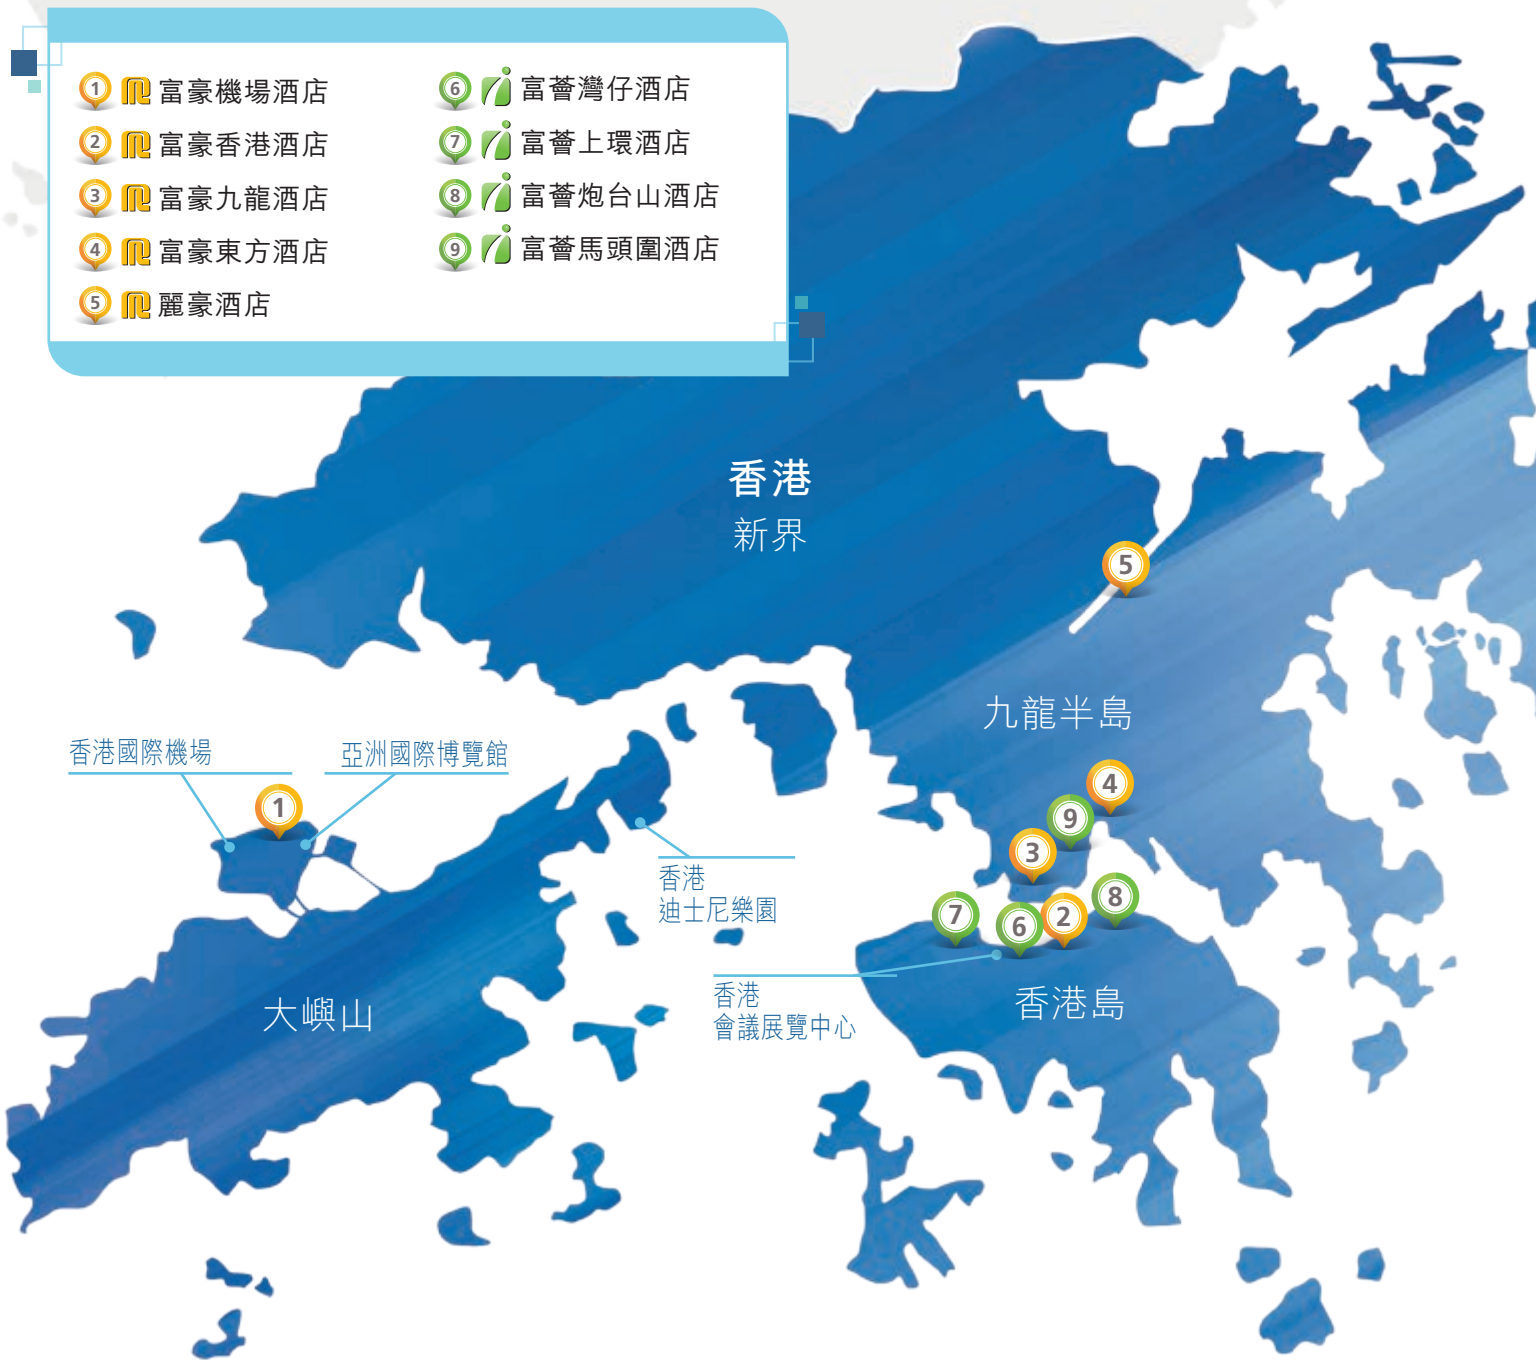 1 富豪機場酒店
2 富豪香港酒店
3 富豪九龍酒店
4 富豪東方酒店
5 麗豪酒店
6 富薈灣仔酒店
7 富薈上環酒店
8 富薈炮台山酒店
9 富薈馬頭圍酒店
香港
新界
5
九龍半島
香港國際機場
亞洲國際博覽館
1
4
9
3
香港
迪士尼樂園
7
6
2
8
香港
會議展覽中心
大嶼山
香港島